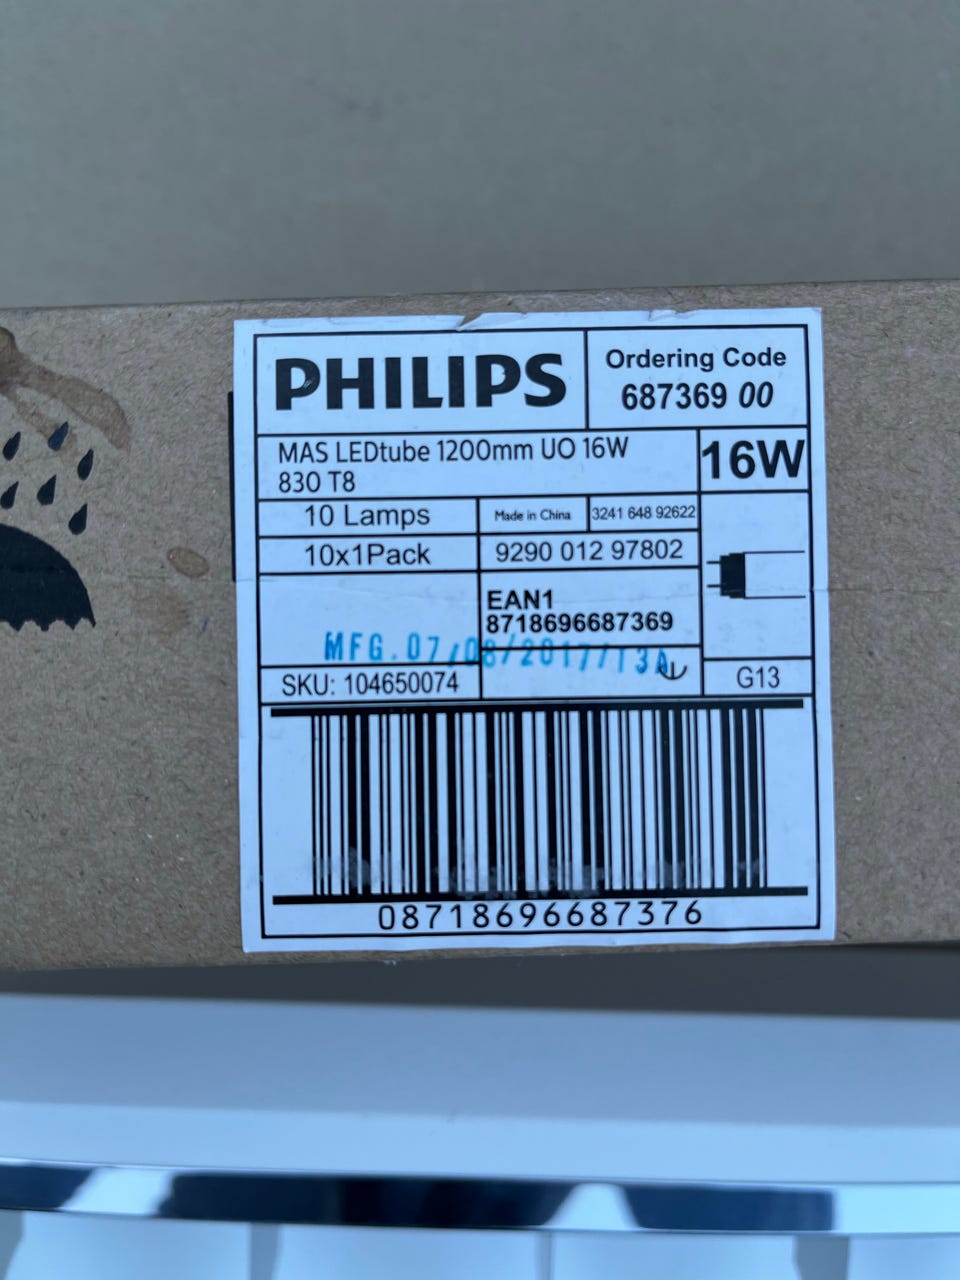 PHILIPS
Ordering Code
687369 00
MAS LEDtube 1200mm UO 16W
830 T8
16W
10 Lamps
Made in China
3241 648 92622
10x1Pack
9290 012 97802
EAN1
8718696687369
MFG.07/08/2017/13A
SKU: 104650074
G13
08718696687376